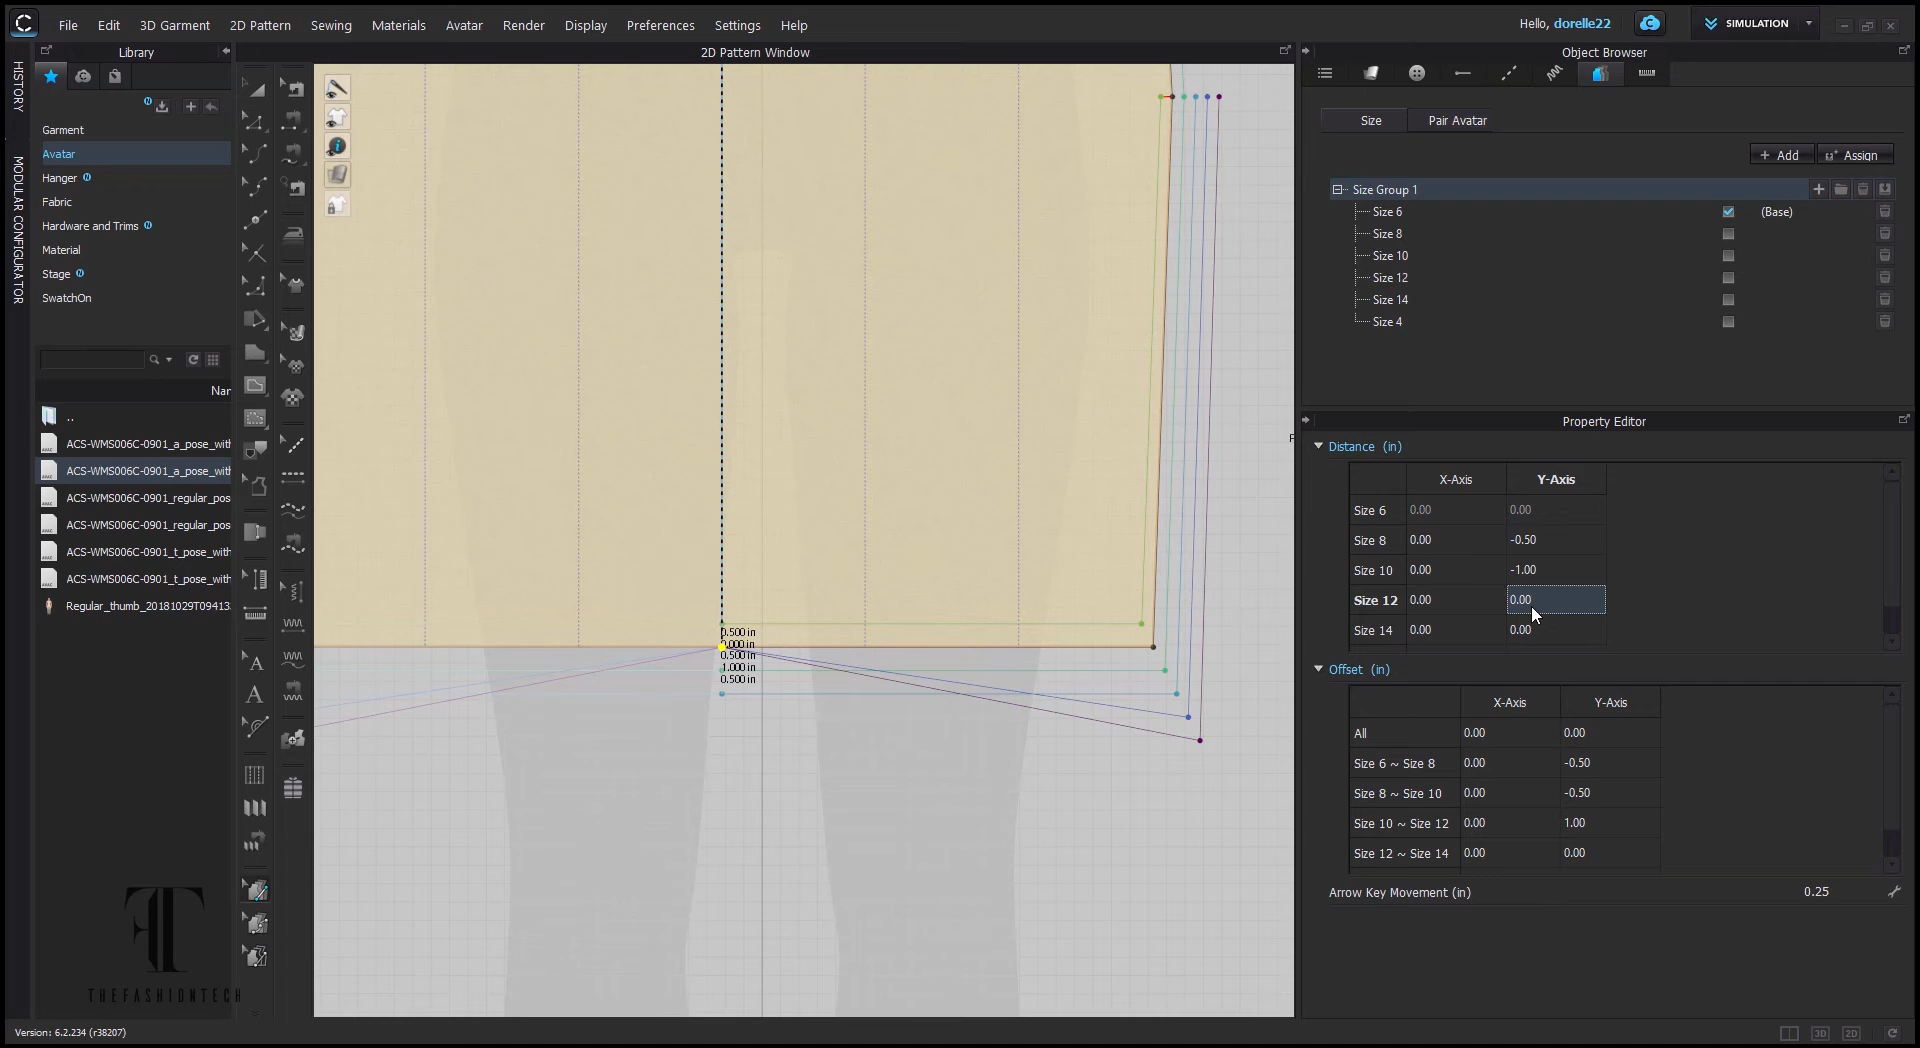 File Edit 3D Garment 2D Pattern Sewing Materials Avatar Render Display Preferences Settings Help
Hello, dorelle22
SIMULATION
HISTORY
MODULAR CONFIGURATOR
Library
Garment
Avatar
Hanger
Fabric
Hardware and Trims
Material
Stage
SwatchOn
Nar
..
ACS-WMS006C-0901_a_pose_with
ACS-WMS006C-0901_a_pose_with
ACS-WMS006C-0901_regular_pos
ACS-WMS006C-0901_regular_pos
ACS-WMS006C-0901_t_pose_with
ACS-WMS006C-0901_t_pose_with
Regular_thumb_20181029T09413
THEFASHIONTECH
Version: 6.2.234 (r38207)
2D Pattern Window
0.500 in
0.000 in
0.500 in
1.000 in
0.500 in
Object Browser
Size Pair Avatar
+ Add Assign
Size Group 1
Size 6 (Base)
Size 8
Size 10
Size 12
Size 14
Size 4
Property Editor
Distance (in)
X-Axis Y-Axis
Size 6 0.00 0.00
Size 8 0.00 -0.50
Size 10 0.00 -1.00
Size 12 0.00 0.00
Size 14 0.00 0.00
Offset (in)
X-Axis Y-Axis
All 0.00 0.00
Size 6 ~ Size 8 0.00 -0.50
Size 8 ~ Size 10 0.00 -0.50
Size 10 ~ Size 12 0.00 1.00
Size 12 ~ Size 14 0.00 0.00
Arrow Key Movement (in) 0.25
3D 2D